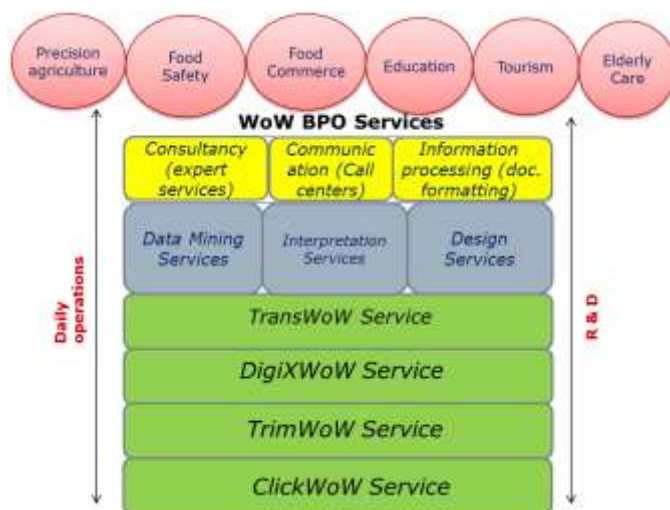 Precision
agriculture
Food
Safety
Food
Commerce
Education
Tourism
Elderly
Care
WoW BPO Services
Consultancy
(expert
services)
Communic
ation (Call
centers)
Information
processing (doc.
formatting)
Data Mining
Services
Interpretation
Services
Design
Services
TransWoW Service
DigiXWoW Service
TrimWoW Service
ClickWoW Service
Daily
operations
R & D